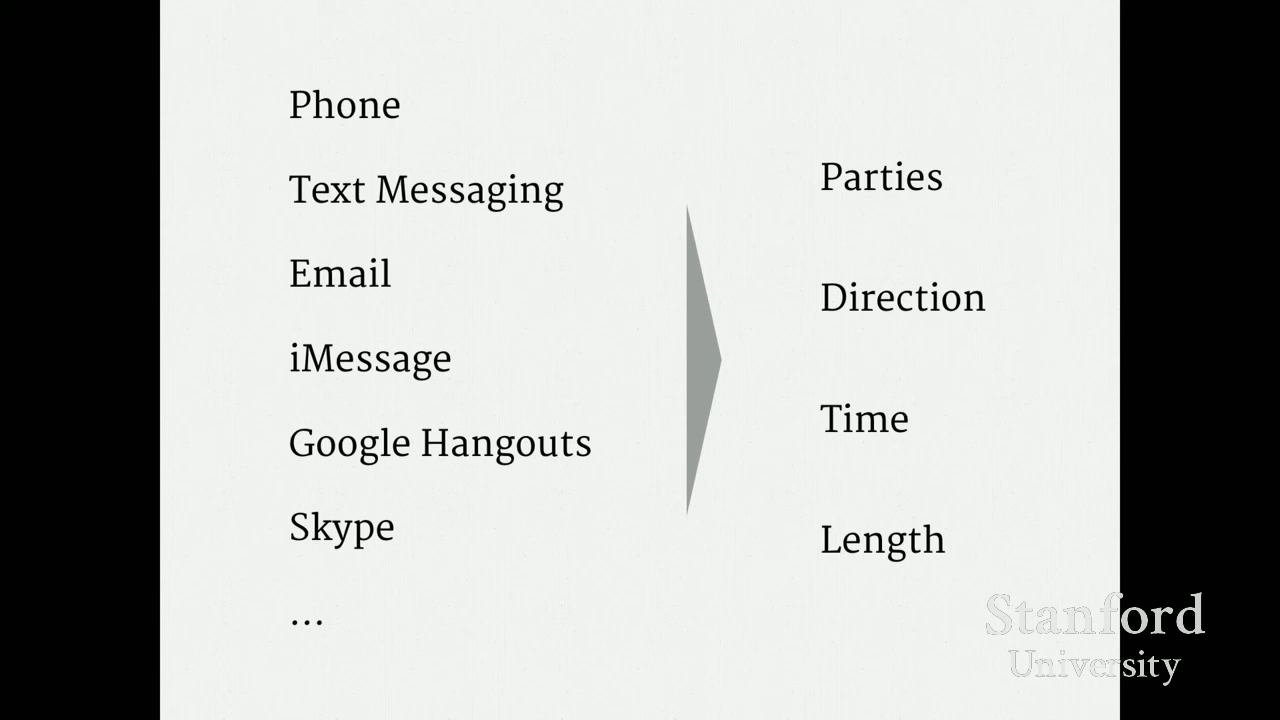 Phone
Text Messaging
Email
iMessage
Google Hangouts
Skype
...
Parties
Direction
Time
Length
Stanford
University